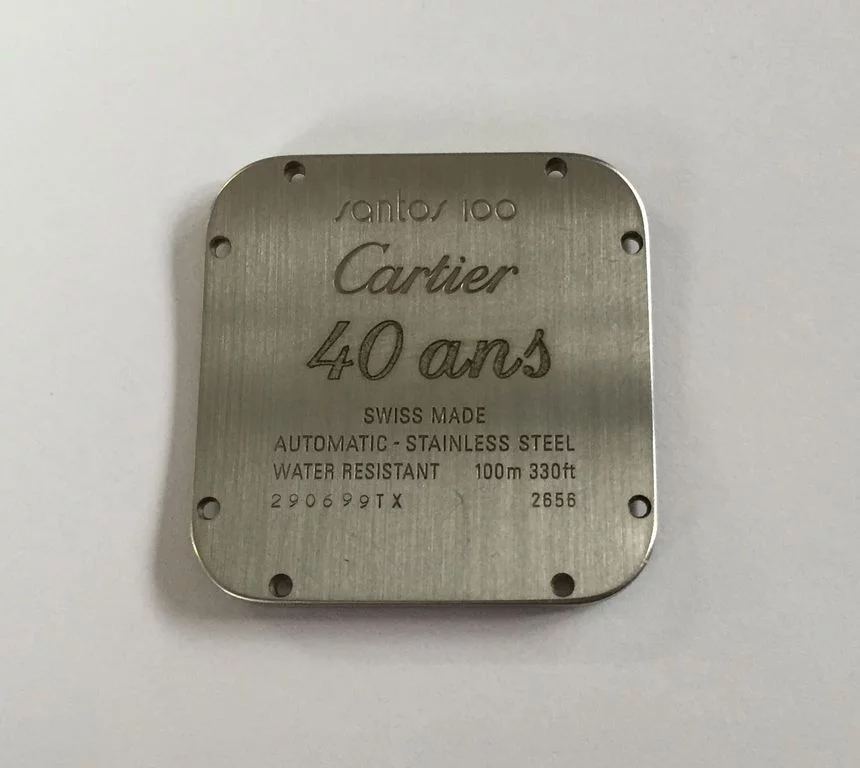 santos 100
Cartier
40 ans
SWISS MADE
AUTOMATIC - STAINLESS STEEL
WATER RESISTANT 100m 330ft
290699TX 2656